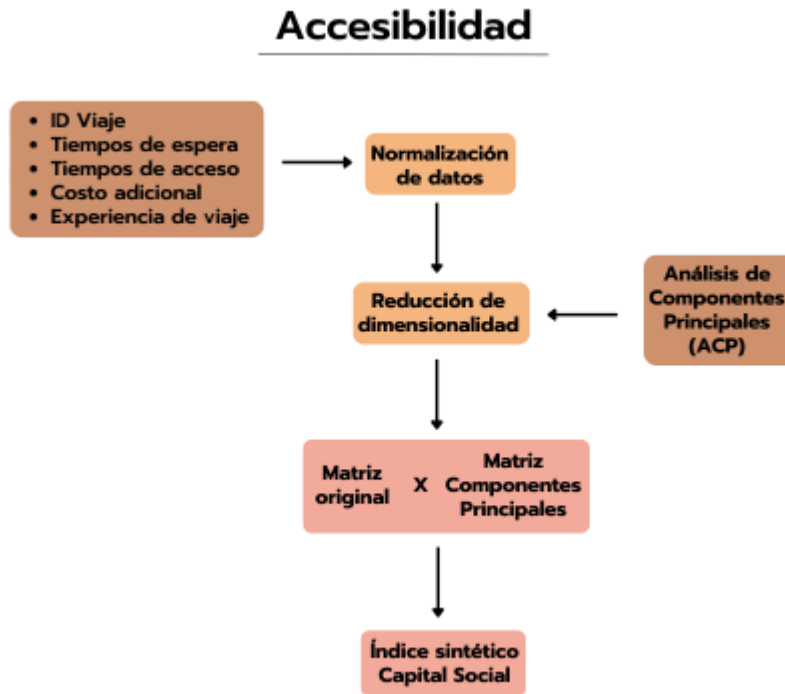 Accesibilidad
• ID Viaje
• Tiempos de espera
• Tiempos de acceso
• Costo adicional
• Experiencia de viaje
Normalización
de datos
Reducción de
dimensionalidad
Análisis de
Componentes
Principales
(ACP)
Matriz
original
X
Matriz
Componentes
Principales
Índice sintético
Capital Social